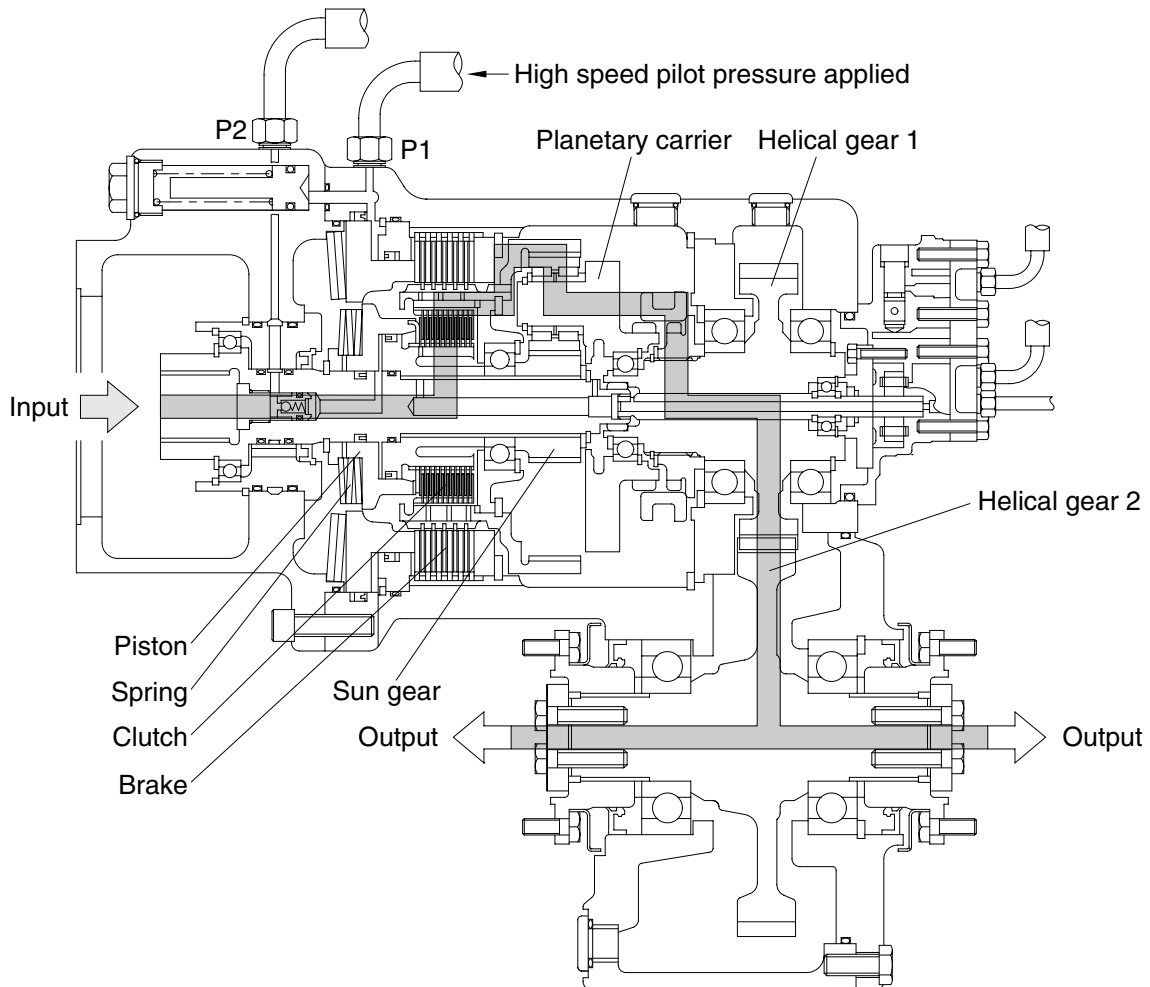 High speed pilot pressure applied
P2
P1
Planetary carrier
Helical gear 1
Input
Helical gear 2
Piston
Spring
Sun gear
Clutch
Output
Output
Brake